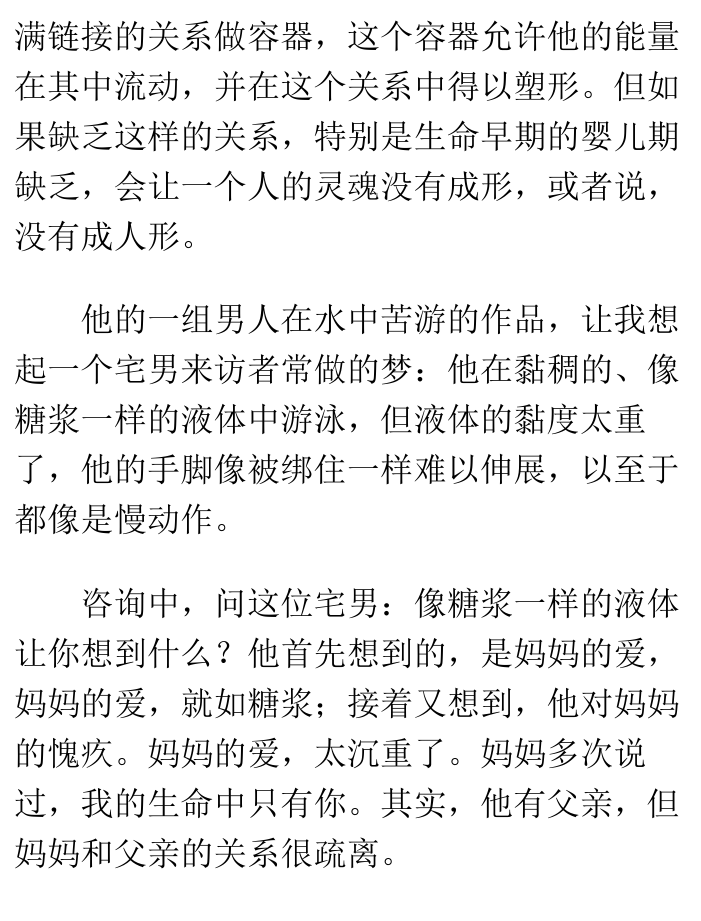 满链接的关系做容器，这个容器允许他的能量
在其中流动，并在这个关系中得以塑形。但如
果缺乏这样的关系，特别是生命早期的婴儿期
缺乏，会让一个人的灵魂没有成形，或者说，
没有成人形。
他的一组男人在水中苦游的作品，让我想
起一个宅男来访者常做的梦：他在黏稠的、像
糖浆一样的液体中游泳，但液体的黏度太重
了，他的手脚像被绑住一样难以伸展，以至于
都像是慢动作。
咨询中，问这位宅男：像糖浆一样的液体
让你想到什么？他首先想到的，是妈妈的爱，
妈妈的爱，就如糖浆；接着又想到，他对妈妈
的愧疚。妈妈的爱，太沉重了。妈妈多次说
过，我的生命中只有你。其实，他有父亲，但
妈妈和父亲的关系很疏离。